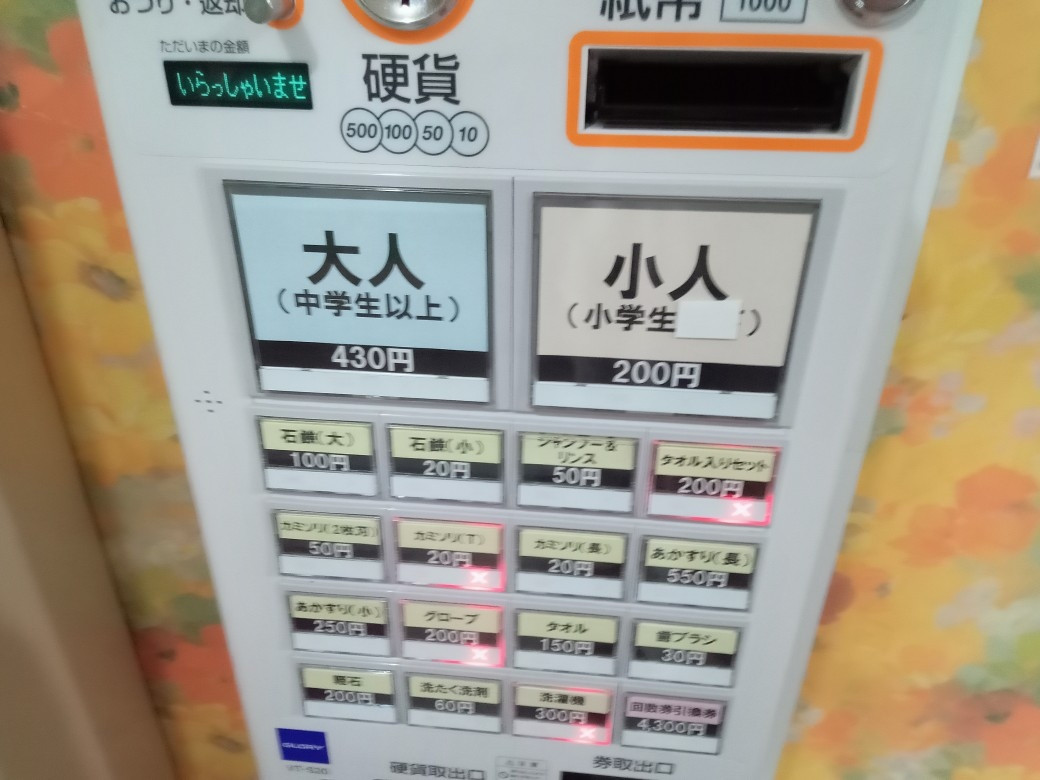 おつり・返却
紙幣
1000
ただいまの金額
いらっしゃいませ
硬貨
500 100 50 10
大人
(中学生以上)
430円
小人
(小学生
200円
石鹸(大)
100円
石鹸(小)
20円
シャンプー&
リンス
50円
タオル入りセット
200円
×
カミソリ(2枚刃)
50円
カミソリ(T)
20円
×
カミソリ(長)
20円
あかすり(長)
550円
あかすり(小)
250円
グローブ
200円
×
タオル
150円
歯ブラシ
30円
軽石
200円
洗たく洗剤
60円
洗濯機
300円
×
回数券引換券
4,300円
GLORY
硬貨取出口
券取出口